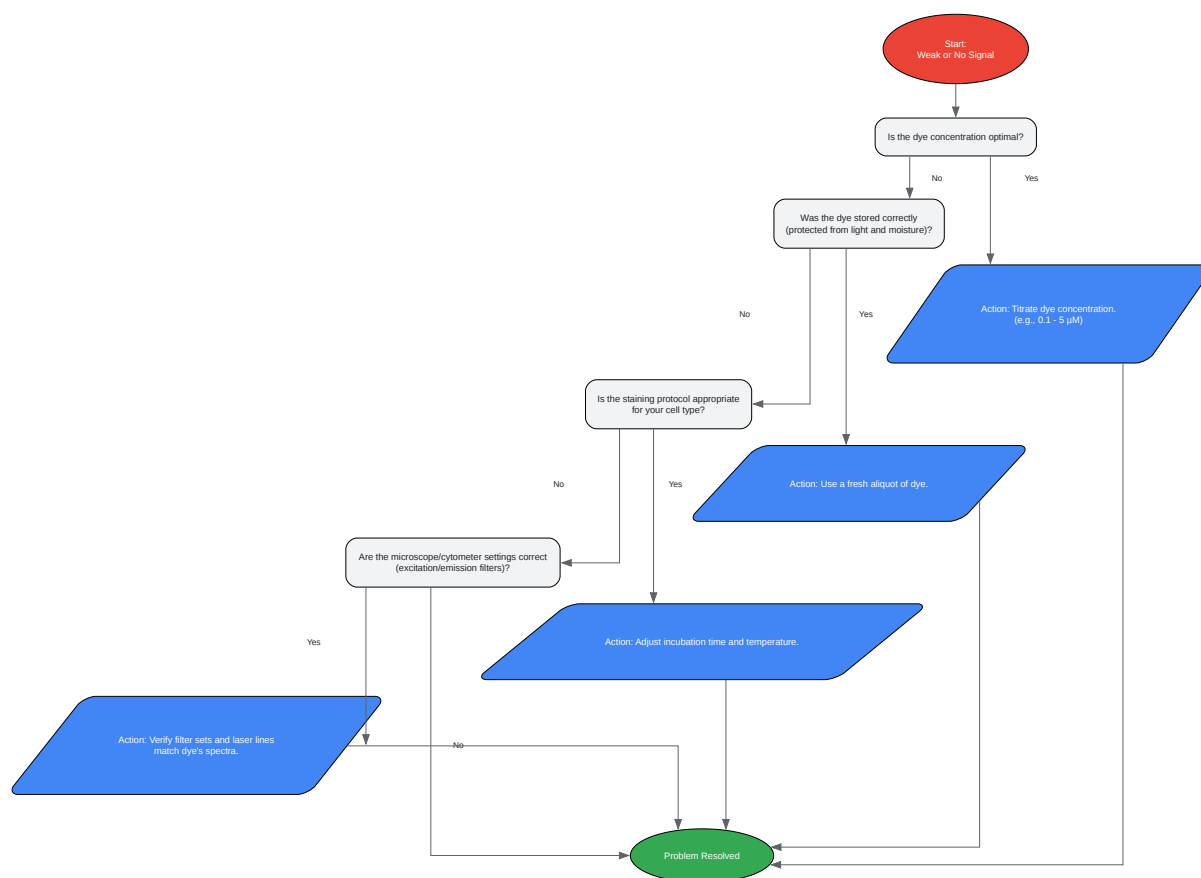 Start:
Weak or No Signal
Is the dye concentration optimal?
No
Yes
Was the dye stored correctly
(protected from light and moisture)?
Action: Titrate dye concentration.
(e.g., 0.1 - 5 µM)
No
Yes
Is the staining protocol appropriate
for your cell type?
Action: Use a fresh aliquot of dye.
No
Yes
Are the microscope/cytometer settings correct
(excitation/emission filters)?
Action: Adjust incubation time and temperature.
Yes
Action: Verify filter sets and laser lines
match dye's spectra.
No
Problem Resolved